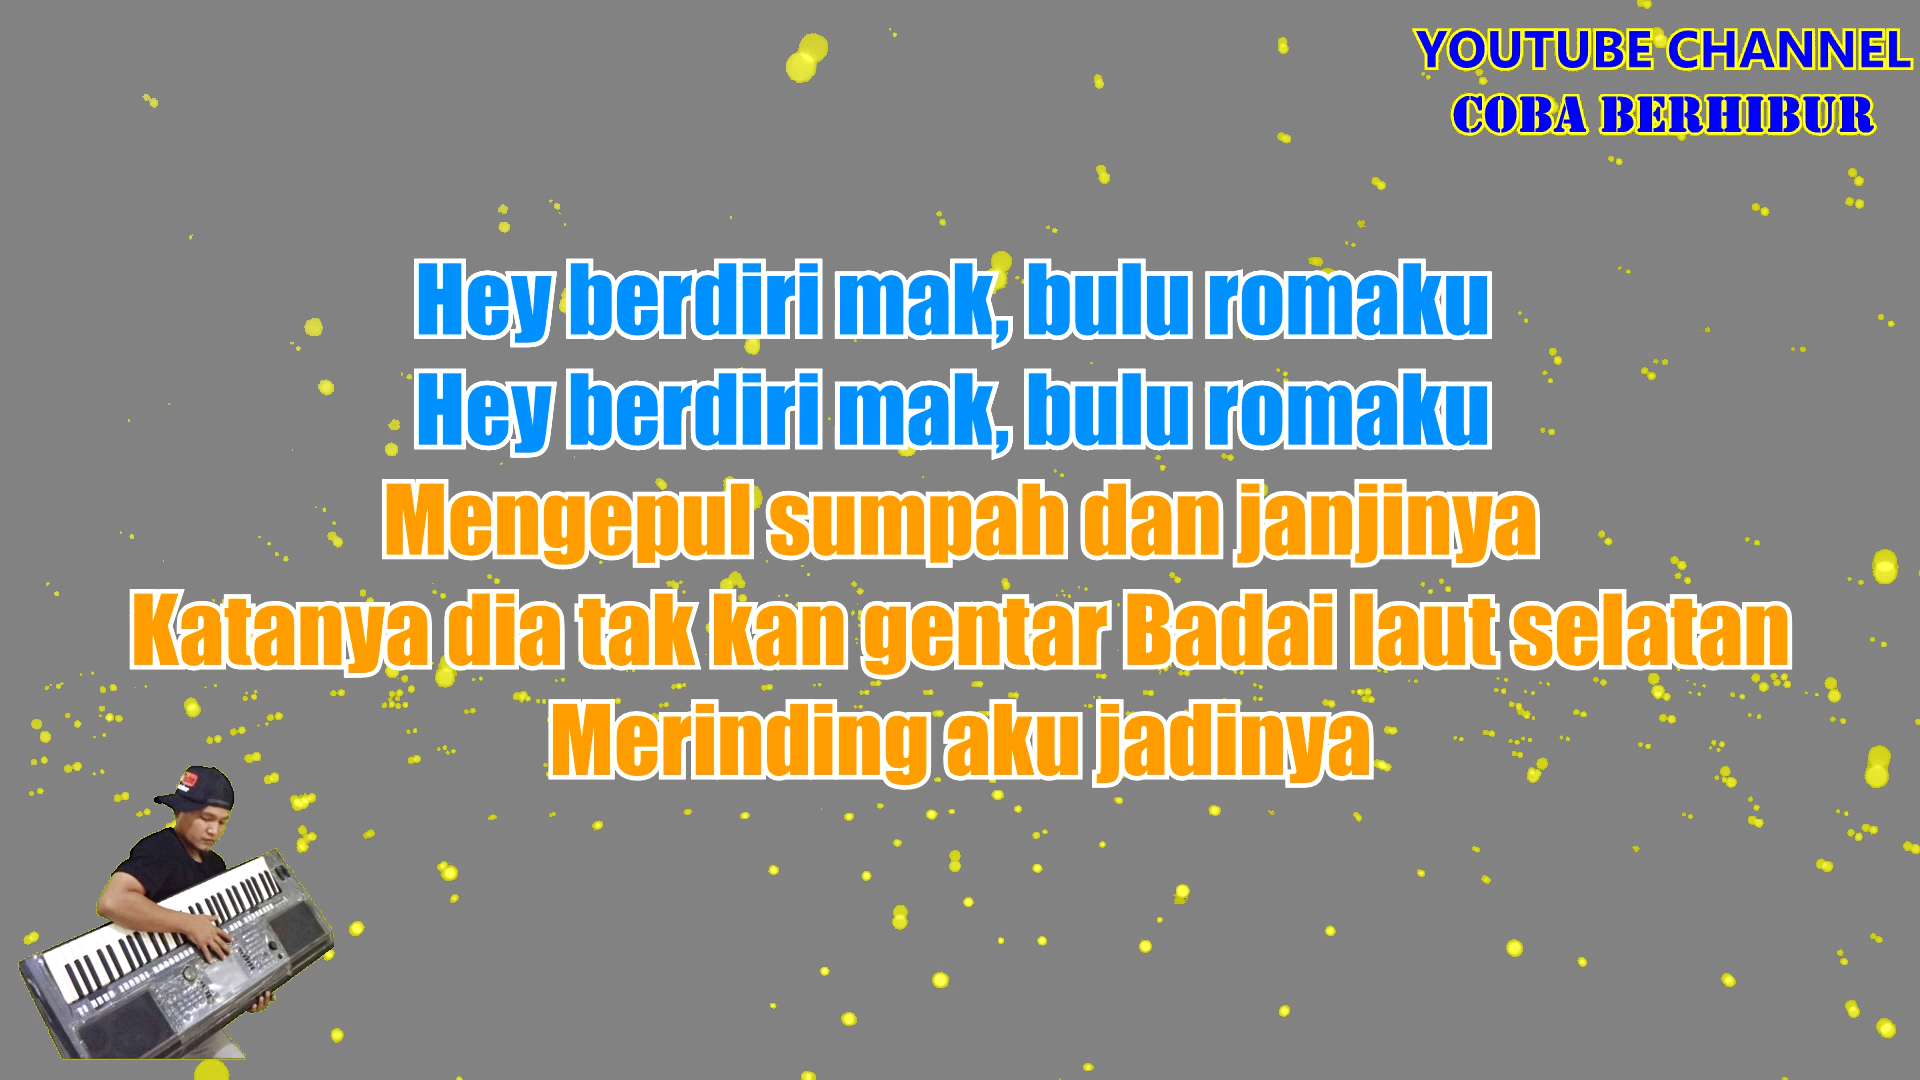 YOUTUBE CHANNEL
COBA BERHIBUR
Hey berdiri mak, bulu romaku
Hey berdiri mak, bulu romaku
Mengepul sumpah dan janjinya
Katanya dia tak kan gentar Badai laut selatan
Merinding aku jadinya